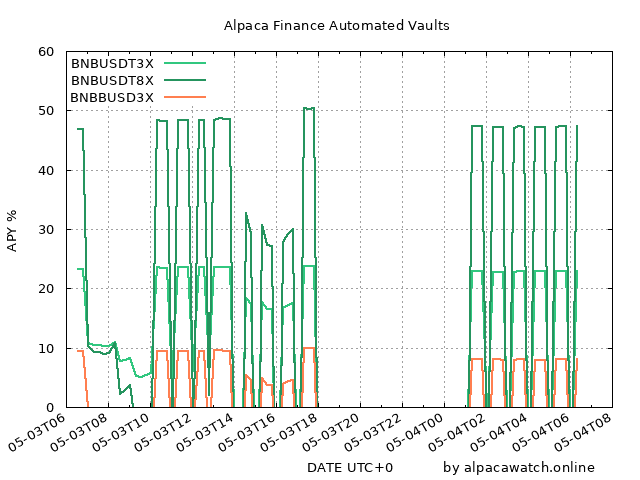 Alpaca Finance Automated Vaults
60
50
40
30
20
10
0
APY %
BNBUSDT3X
BNBUSDT8X
BNBBUSD3X
05-03T06
05-03T08
05-03T10
05-03T12
05-03T14
05-03T16
05-03T18
05-03T20
05-03T22
05-04T00
05-04T02
05-04T04
05-04T06
05-04T08
DATE UTC+0 by alpacawatch.online